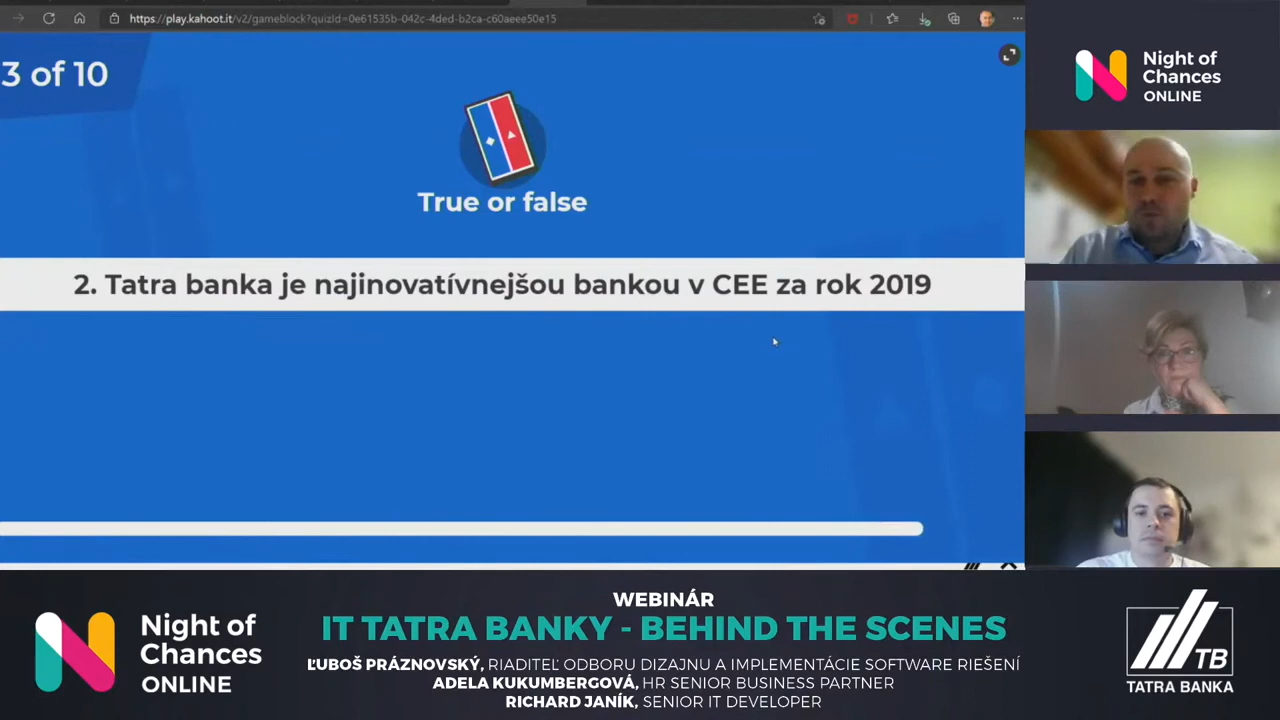 https://play.kahoot.it/v2/gameblock?quizId=0e61535b-042c-4ded-b2ca-c60aeee50e15
3 of 10
True or false
2. Tatra banka je najinovatívnejšou bankou v CEE za rok 2019
Night of
Chances
ONLINE
Night of
Chances
ONLINE
WEBINÁR
IT TATRA BANKY - BEHIND THE SCENES
ĽUBOŠ PRÁZNOVSKÝ, RIADITEĽ ODBORU DIZAJNU A IMPLEMENTÁCIE SOFTWARE RIEŠENÍ
ADELA KUKUMBERGOVÁ, HR SENIOR BUSINESS PARTNER
RICHARD JANÍK, SENIOR IT DEVELOPER
TB
TATRA BANKA